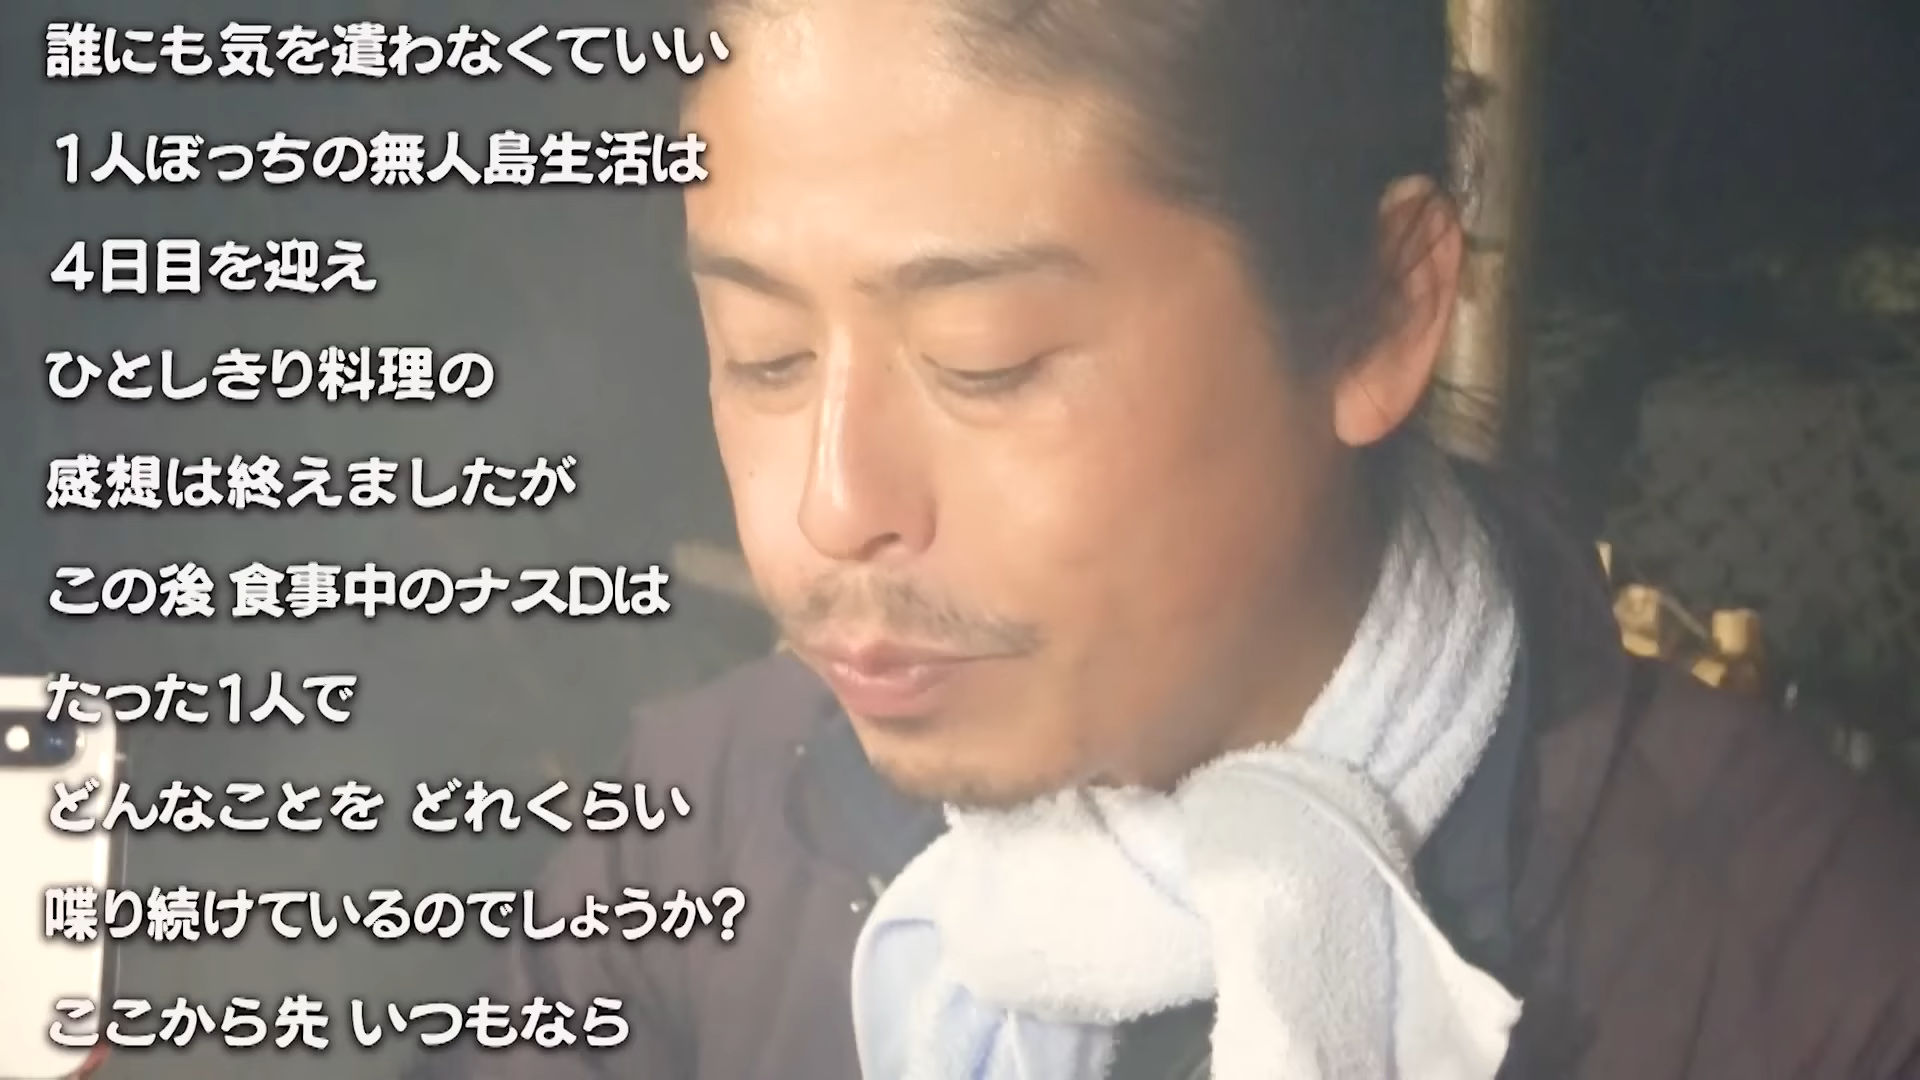 誰にも気を遣わなくていい
1人ぼっちの無人島生活は
4日目を迎え
ひとしきり料理の
感想は終えましたが
この後 食事中のナスDは
たった1人で
どんなことを どれくらい
喋り続けているのでしょうか?
ここから先 いつもなら